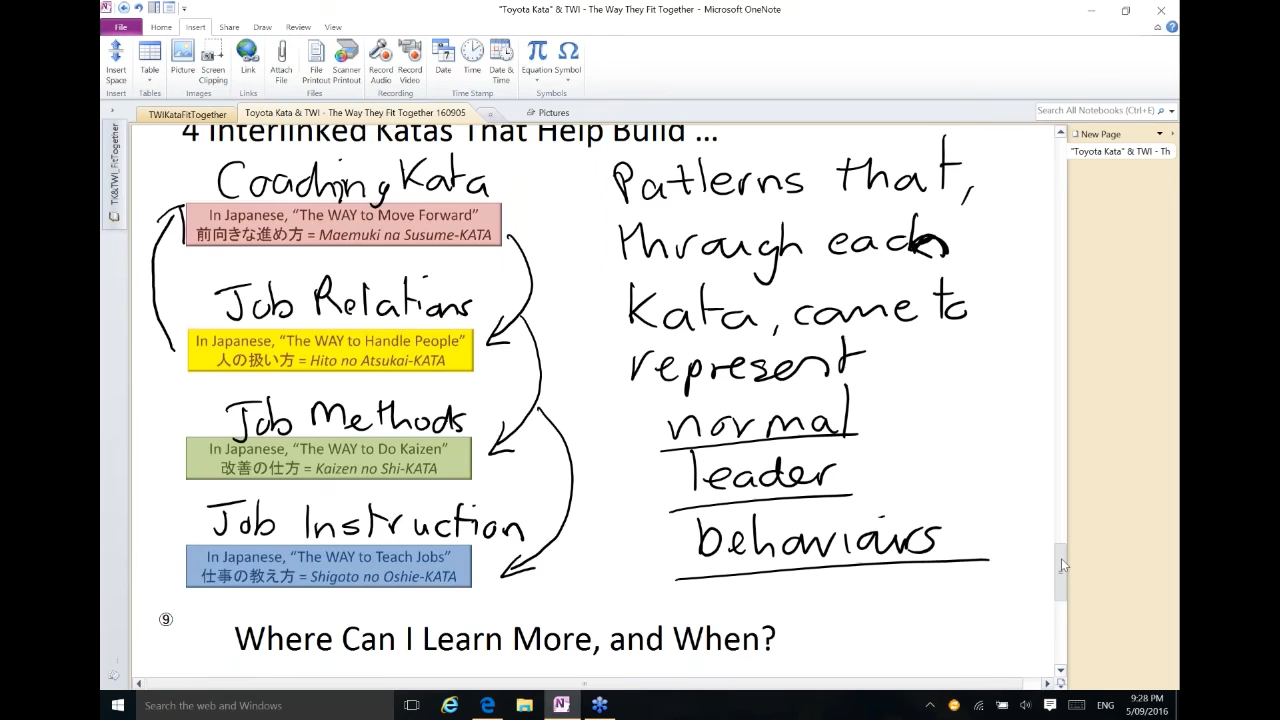 "Toyota Kata" & TWI - The Way They Fit Together - Microsoft OneNote
File Home Insert Share Draw Review View
Insert Space Table Picture Screen Clipping Link Attach File File Printout Scanner Printout Record Audio Record Video Date Time Date & Time Equation Symbol
Insert Tables Images Links Files Recording Time Stamp Symbols
TWIKataFitTogether Toyota Kata & TWI - The Way They Fit Together 160905 Pictures Search All Notebooks (Ctrl+E)
New Page
"Toyota Kata" & TWI - Th
TK&TWI_FitTogether
4 Interlinked Katas That Help Build ...
Coaching Kata
In Japanese, "The WAY to Move Forward"
前向きな進め方 = Maemuki na Susume-KATA
Job Relations
In Japanese, "The WAY to Handle People"
人の扱い方 = Hito no Atsukai-KATA
Job Methods
In Japanese, "The WAY to Do Kaizen"
改善の仕方 = Kaizen no Shi-KATA
Job Instruction
In Japanese, "The WAY to Teach Jobs"
仕事の教え方 = Shigoto no Oshie-KATA
Patterns that,
through each
Kata, came to
represent
normal
leader
behaviours
⑨
Where Can I Learn More, and When?
Search the web and Windows
ENG
9:28 PM
5/09/2016